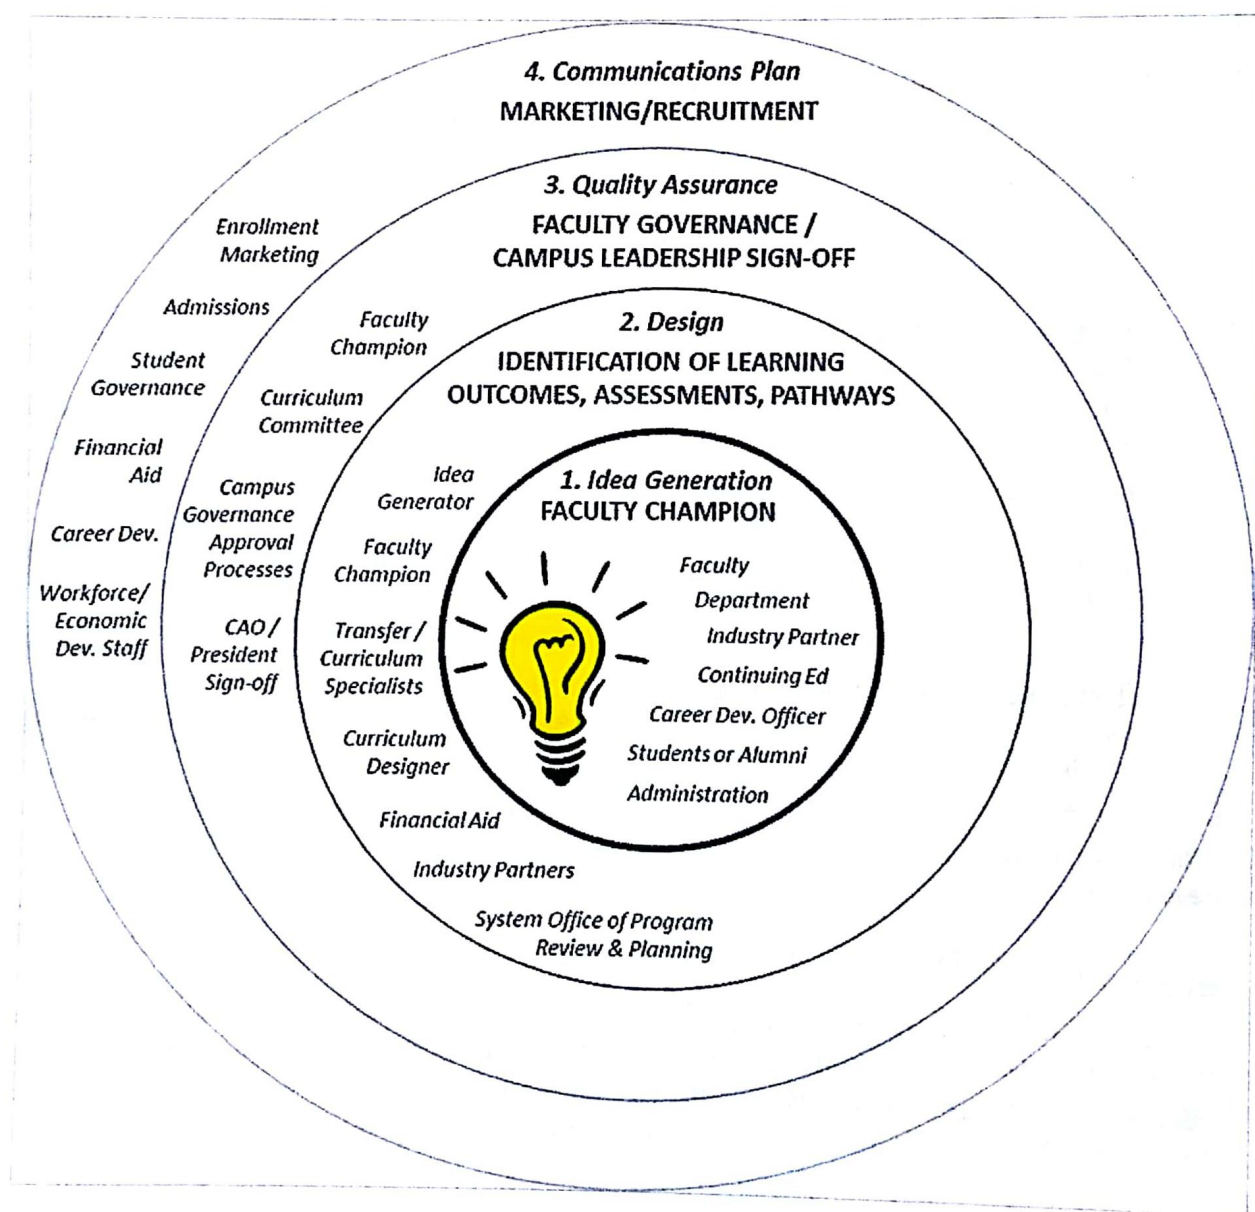 4. Communications Plan
MARKETING/RECRUITMENT
Enrollment
Marketing
Admissions
Student
Governance
Financial
Aid
Career Dev.
Workforce/
Economic
Dev. Staff
3. Quality Assurance
FACULTY GOVERNANCE /
CAMPUS LEADERSHIP SIGN-OFF
Faculty
Champion
Curriculum
Committee
Campus
Governance
Approval
Processes
CAO /
President
Sign-off
2. Design
IDENTIFICATION OF LEARNING
OUTCOMES, ASSESSMENTS, PATHWAYS
Idea
Generator
Faculty
Champion
Transfer /
Curriculum
Specialists
Curriculum
Designer
Financial Aid
Industry Partners
System Office of Program
Review & Planning
1. Idea Generation
FACULTY CHAMPION
Faculty
Department
Industry Partner
Continuing Ed
Career Dev. Officer
Students or Alumni
Administration